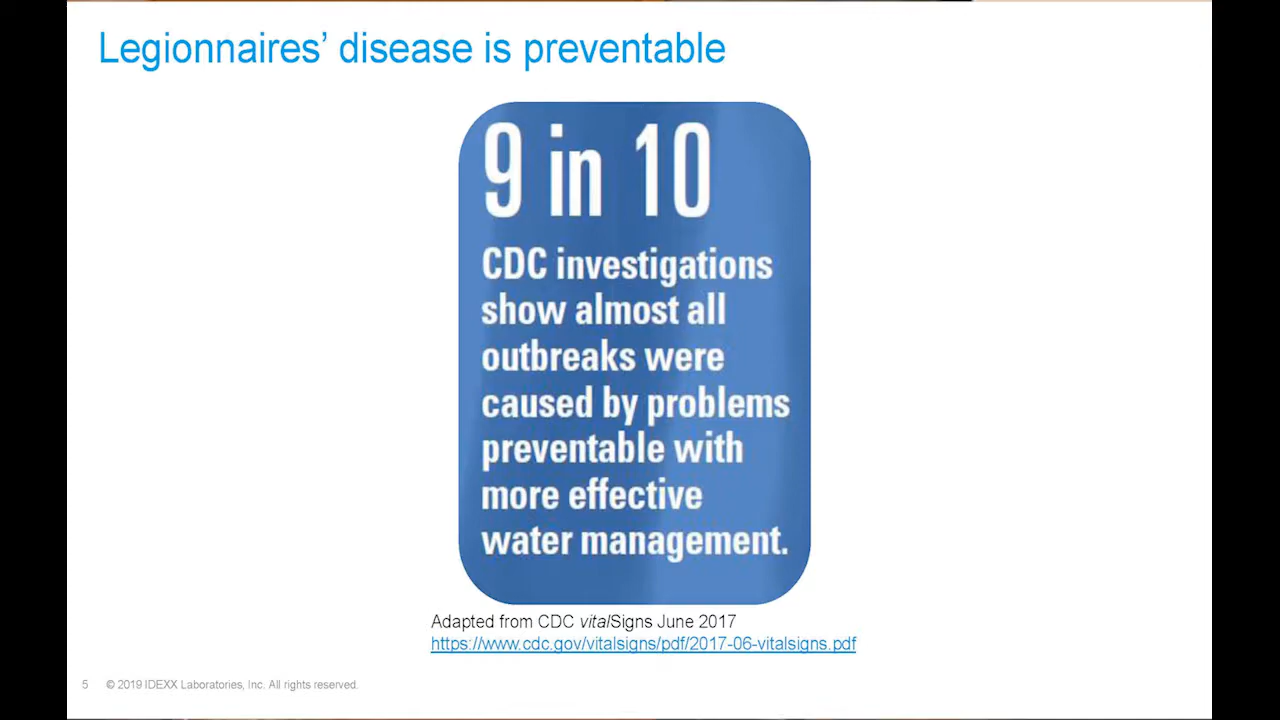 Legionnaires’ disease is preventable
9 in 10
CDC investigations
show almost all
outbreaks were
caused by problems
preventable with
more effective
water management.
Adapted from CDC vitalSigns June 2017
https://www.cdc.gov/vitalsigns/pdf/2017-06-vitalsigns.pdf
5 © 2019 IDEXX Laboratories, Inc. All rights reserved.